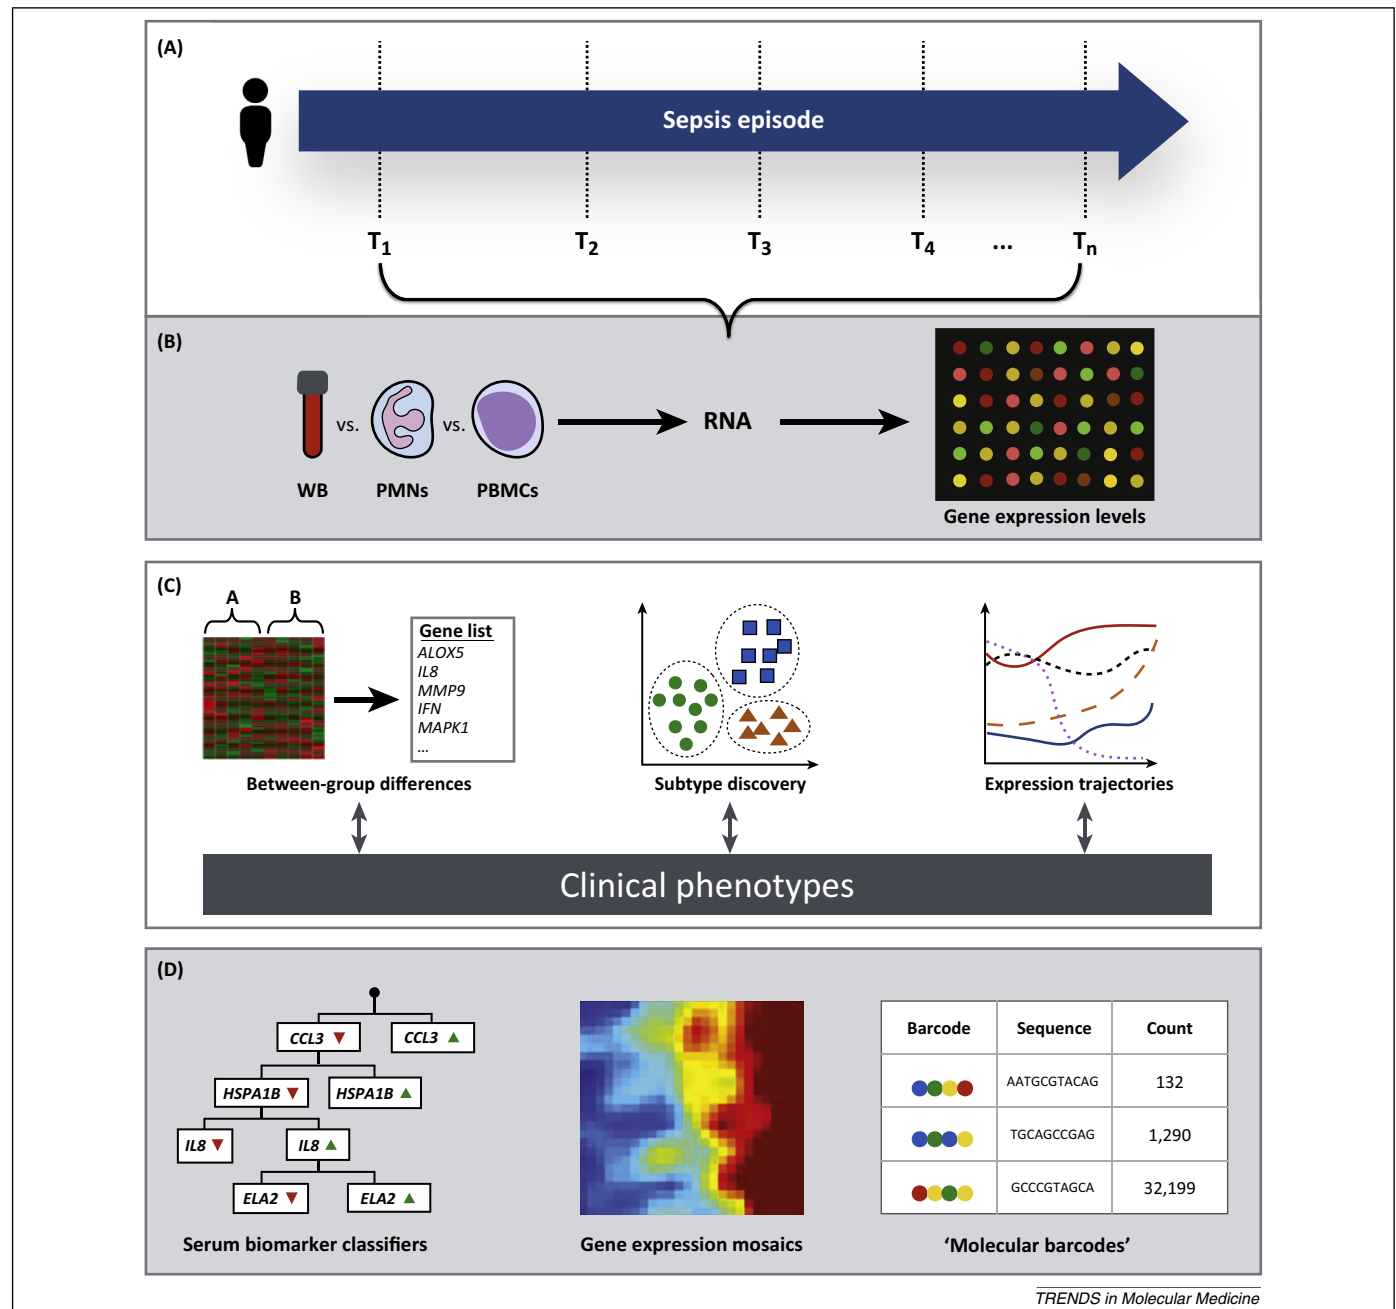 (A)
Sepsis episode
T1 T2 T3 T4 ... Tn
(B)
vs. vs.
RNA
WB PMNs PBMCs
Gene expression levels
(C)
A B
Gene list
ALOX5
IL8
MMP9
IFN
MAPK1
...
Between-group differences
Subtype discovery
Expression trajectories
Clinical phenotypes
(D)
CCL3 ▼ CCL3 ▲
HSPA1B ▼ HSPA1B ▲
IL8 ▼ IL8 ▲
ELA2 ▼ ELA2 ▲
Serum biomarker classifiers
Gene expression mosaics
Barcode Sequence Count
AATGCGTACAG 132
TGCAGCCGAG 1,290
GCCCGTAGCA 32,199
‘Molecular barcodes’
TRENDS in Molecular Medicine